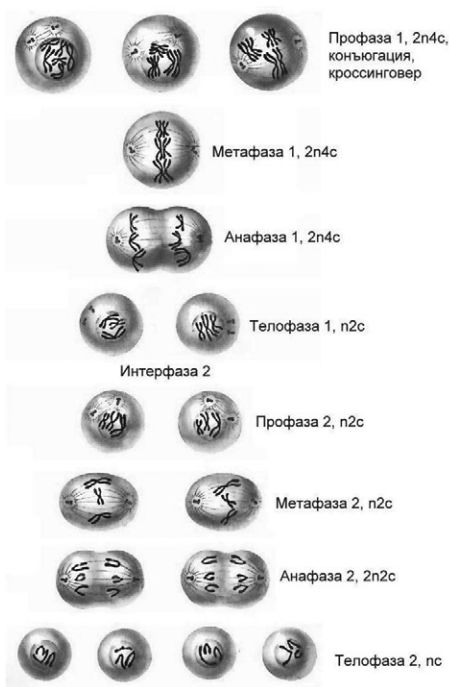 Профаза 1, 2n4c,
конъюгация,
кроссинговер
Метафаза 1, 2n4c
Анафаза 1, 2n4c
Телофаза 1, n2c
Интерфаза 2
Профаза 2, n2c
Метафаза 2, n2c
Анафаза 2, 2n2c
Телофаза 2, nc